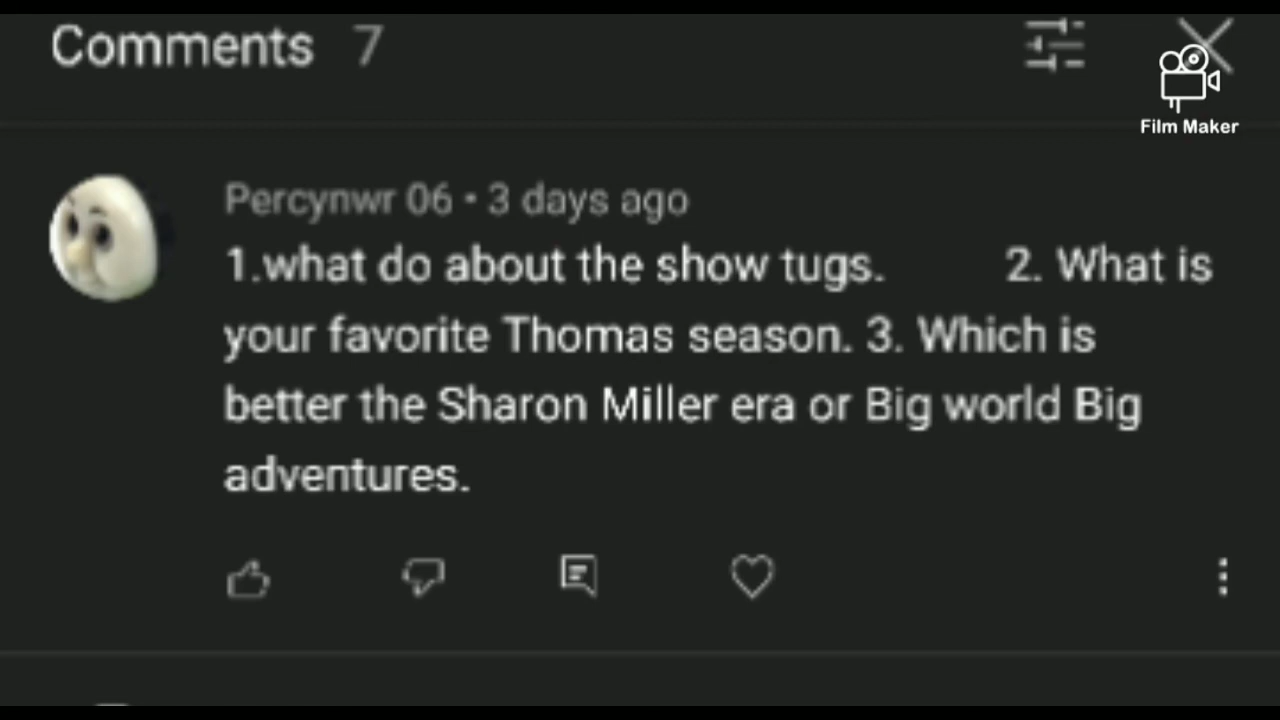 Comments 7
Film Maker
Percynwr 06 • 3 days ago
1.what do about the show tugs. 2. What is
your favorite Thomas season. 3. Which is
better the Sharon Miller era or Big world Big
adventures.